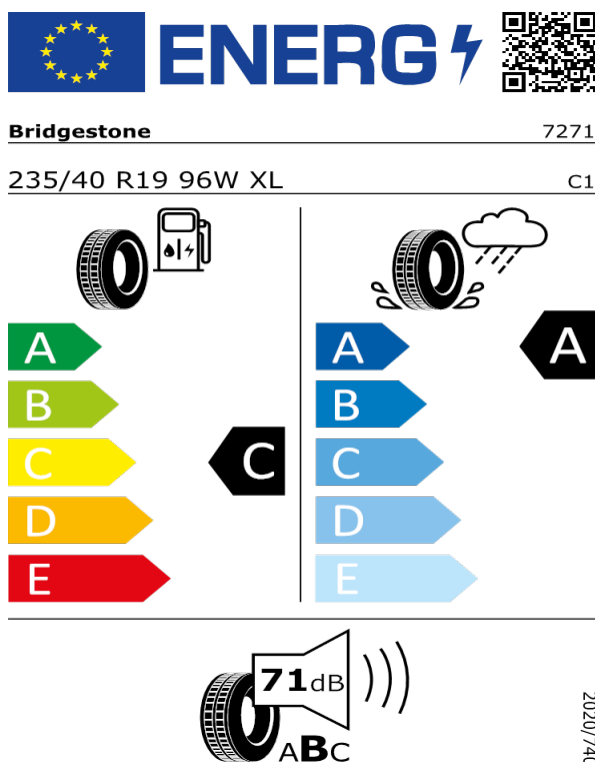 ENERG
Bridgestone 7271
235/40 R19 96W XL C1
A
B
C
D
E
C
A
B
C
D
E
A
71dB
ABC
2020/740